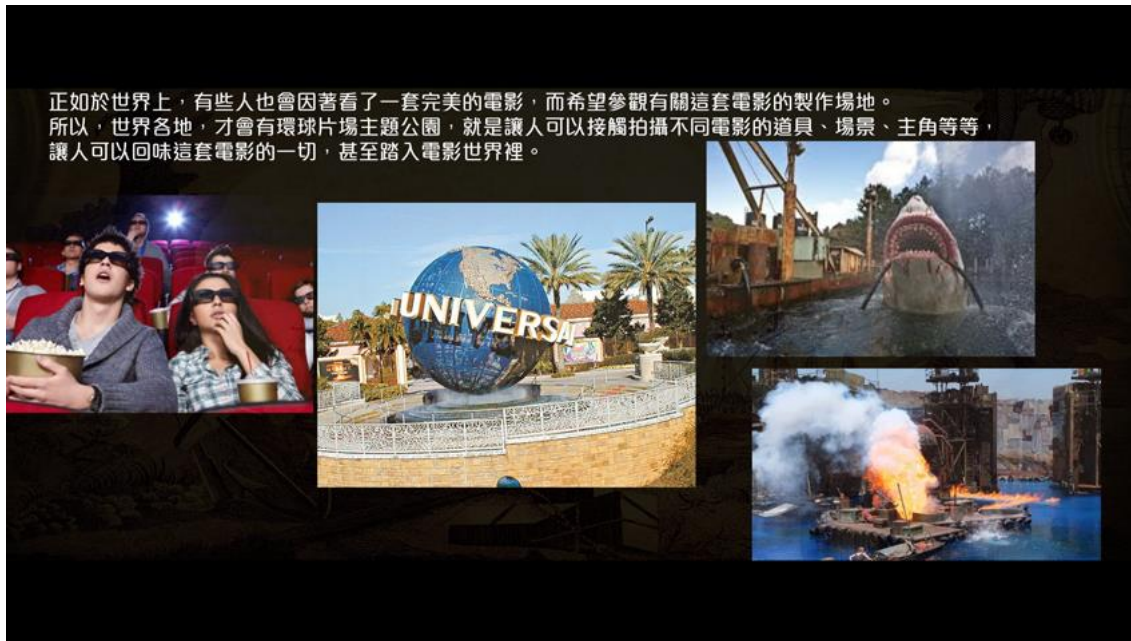 正如於世界上，有些人也會因著看了一套完美的電影，而希望參觀有關這套電影的製作場地。
所以，世界各地，才會有環球片場主題公園，就是讓人可以接觸拍攝不同電影的道具、場景、主角等等，
讓人可以回味這套電影的一切，甚至踏入電影世界裡。
UNIVERSA